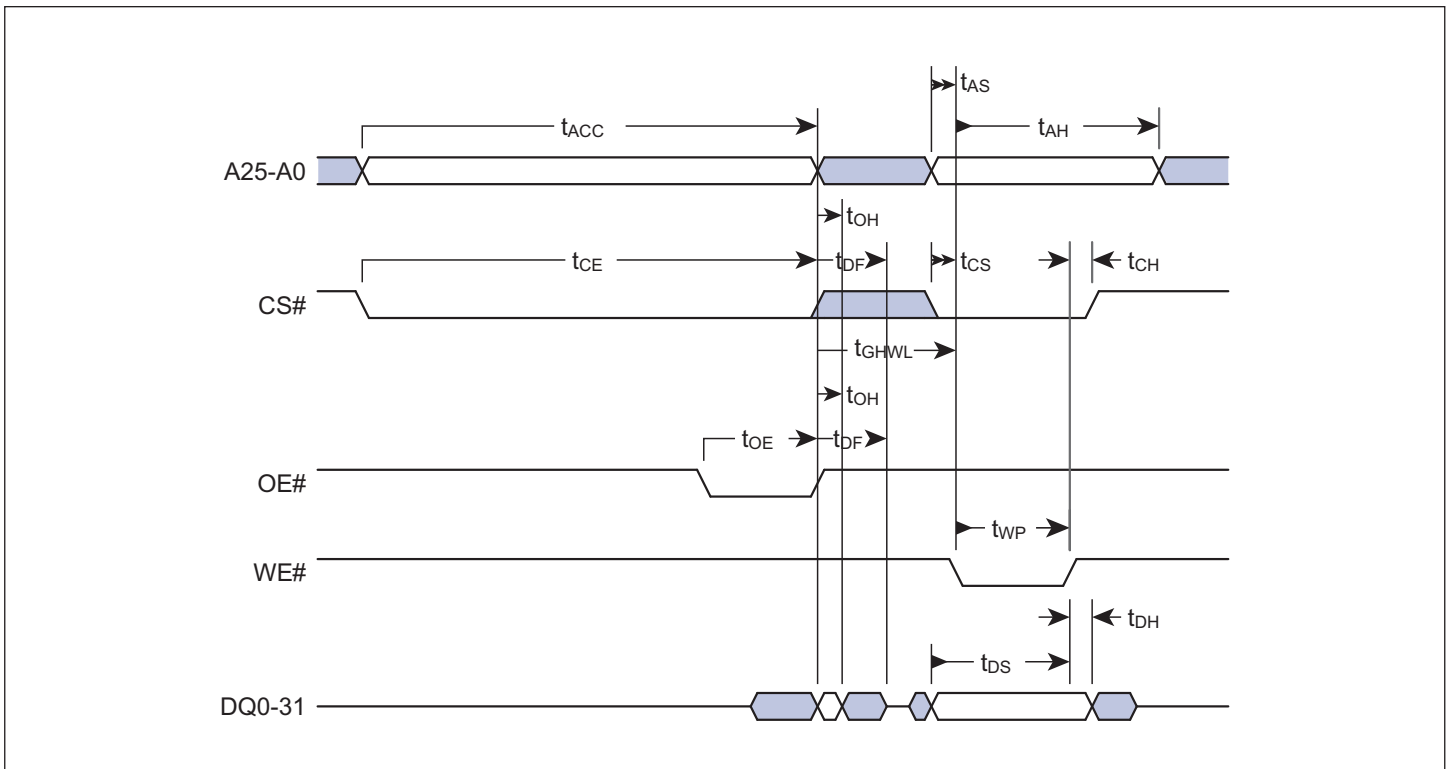 tAS
tACC tAH
A25-A0
tOH
tCE tDF tCS tCH
CS#
tGHWL
tOH
tOE tDF
OE#
tWP
WE#
tDH
tDS
DQ0-31